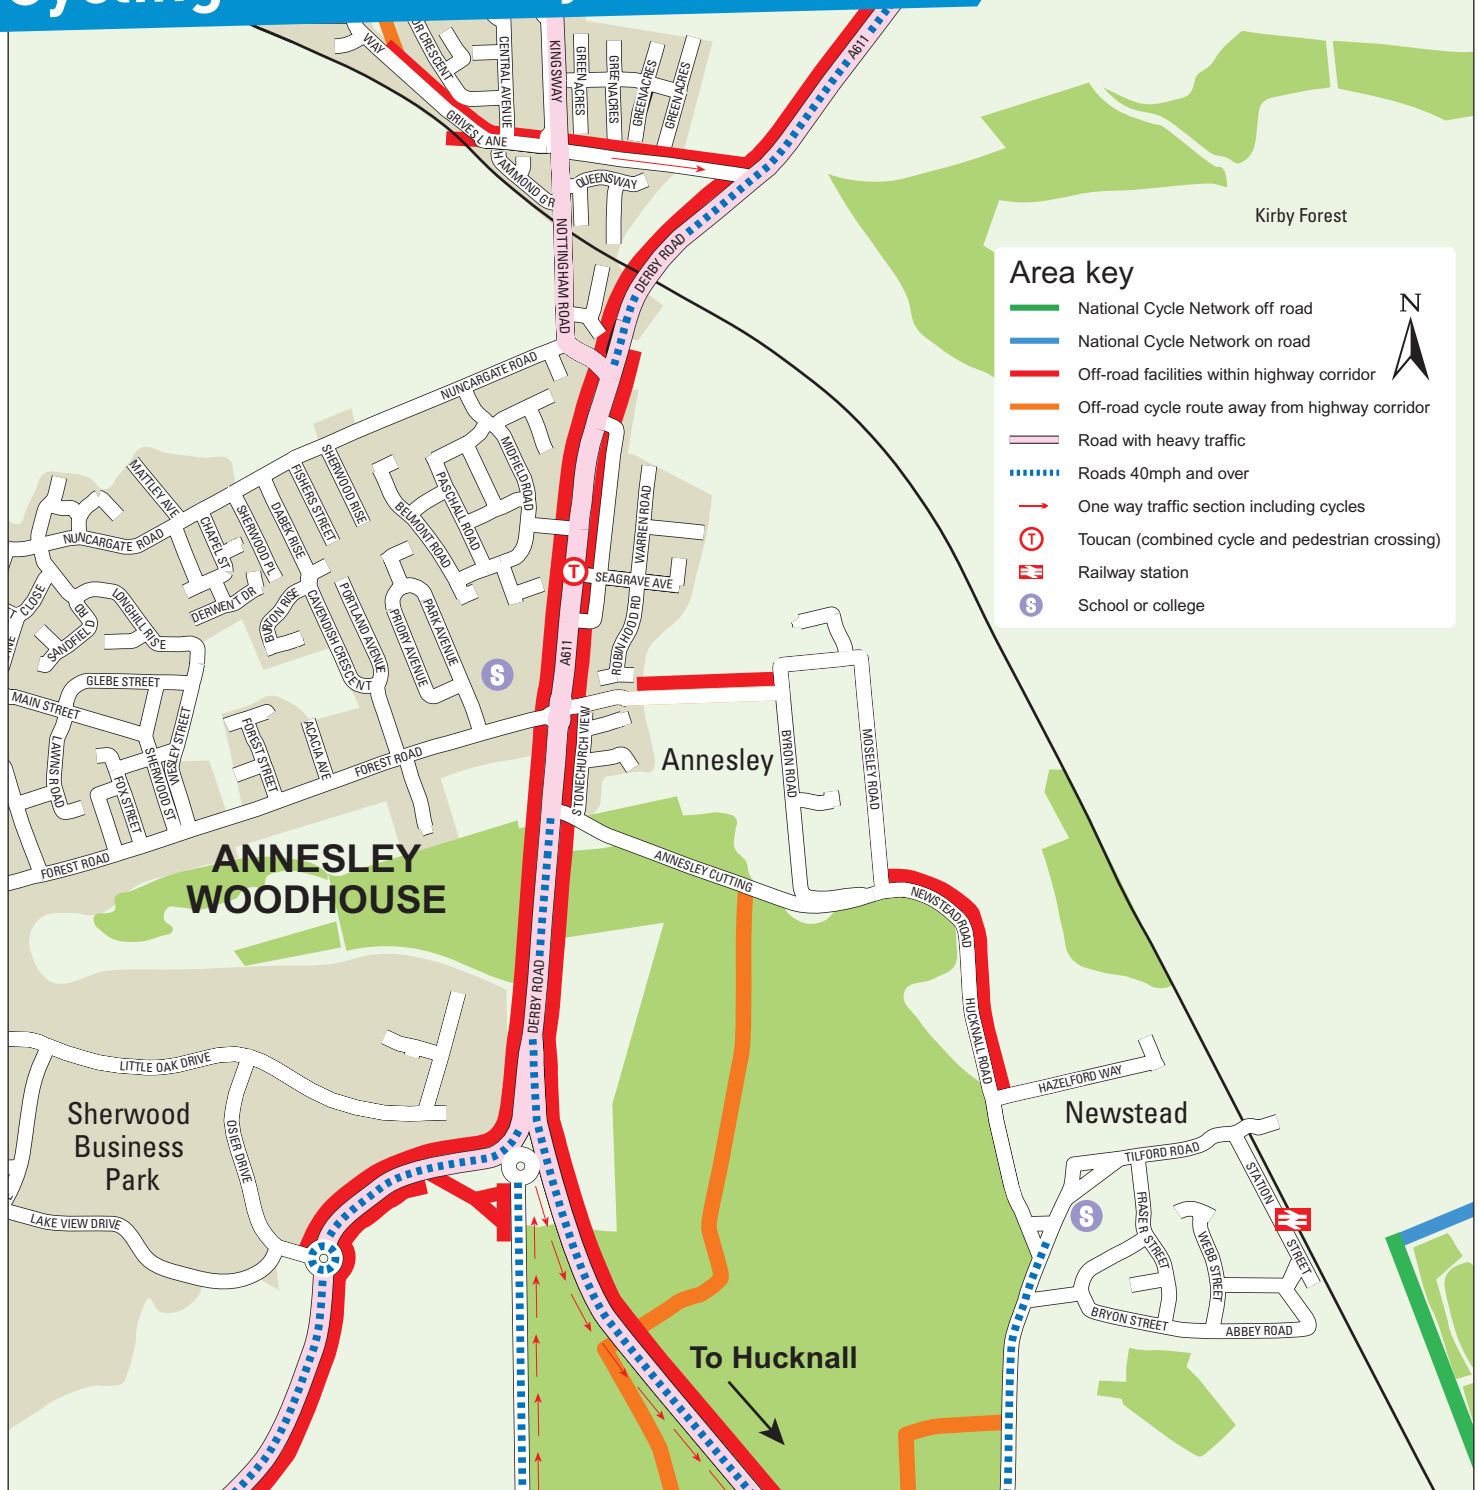 Cycling
WAY
OR CRESCENT
CENTRAL AVENUE
KINGSWAY
GREENACRES
GREENACRES
GREENACRES
GREEN ACRES
A611
GRIVES LANE
HAMMOND GR
QUEENSWAY
NOTTINGHAM ROAD
DERBY ROAD
Kirby Forest
Area key
N
National Cycle Network off road
National Cycle Network on road
Off-road facilities within highway corridor
Off-road cycle route away from highway corridor
Road with heavy traffic
Roads 40mph and over
One way traffic section including cycles
T
Toucan (combined cycle and pedestrian crossing)
Railway station
S
School or college
NUNCARGATE ROAD
MATTLEY AVE
SHERWOOD RISE
FISHERS STREET
DABEK RISE
SHERWOOD PL
CHAPEL ST
NUNCARGATE ROAD
MIDFIELD ROAD
PASCHALL ROAD
BELMONT ROAD
WARREN ROAD
T
SEAGRAVE AVE
ROBIN HOOD RD
A611
DERWENT DR
BURTON RISE
CAVENDISH CRESCENT
PORTLAND AVENUE
PRIORY AVENUE
PARK AVENUE
S
CLOSE
SANDFIELD RD
LONGHILL RISE
GLEBE STREET
MAIN STREET
LAWNS ROAD
FOX STREET
SHERWOOD ST
WESLEY STREET
FOREST STREET
ACACIA AVE
FOREST ROAD
FOREST ROAD
STONECHURCH VIEW
Annesley
BYRON ROAD
MOSELEY ROAD
ANNESLEY CUTTING
NEWSTEAD ROAD
HUCKNALL ROAD
ANNESLEY
WOODHOUSE
DERBY ROAD
LITTLE OAK DRIVE
OSIER DRIVE
Sherwood
Business
Park
LAKE VIEW DRIVE
HAZELFORD WAY
Newstead
TILFORD ROAD
STATION STREET
FRASER STREET
WEBB STREET
S
BRYON STREET
ABBEY ROAD
To Hucknall